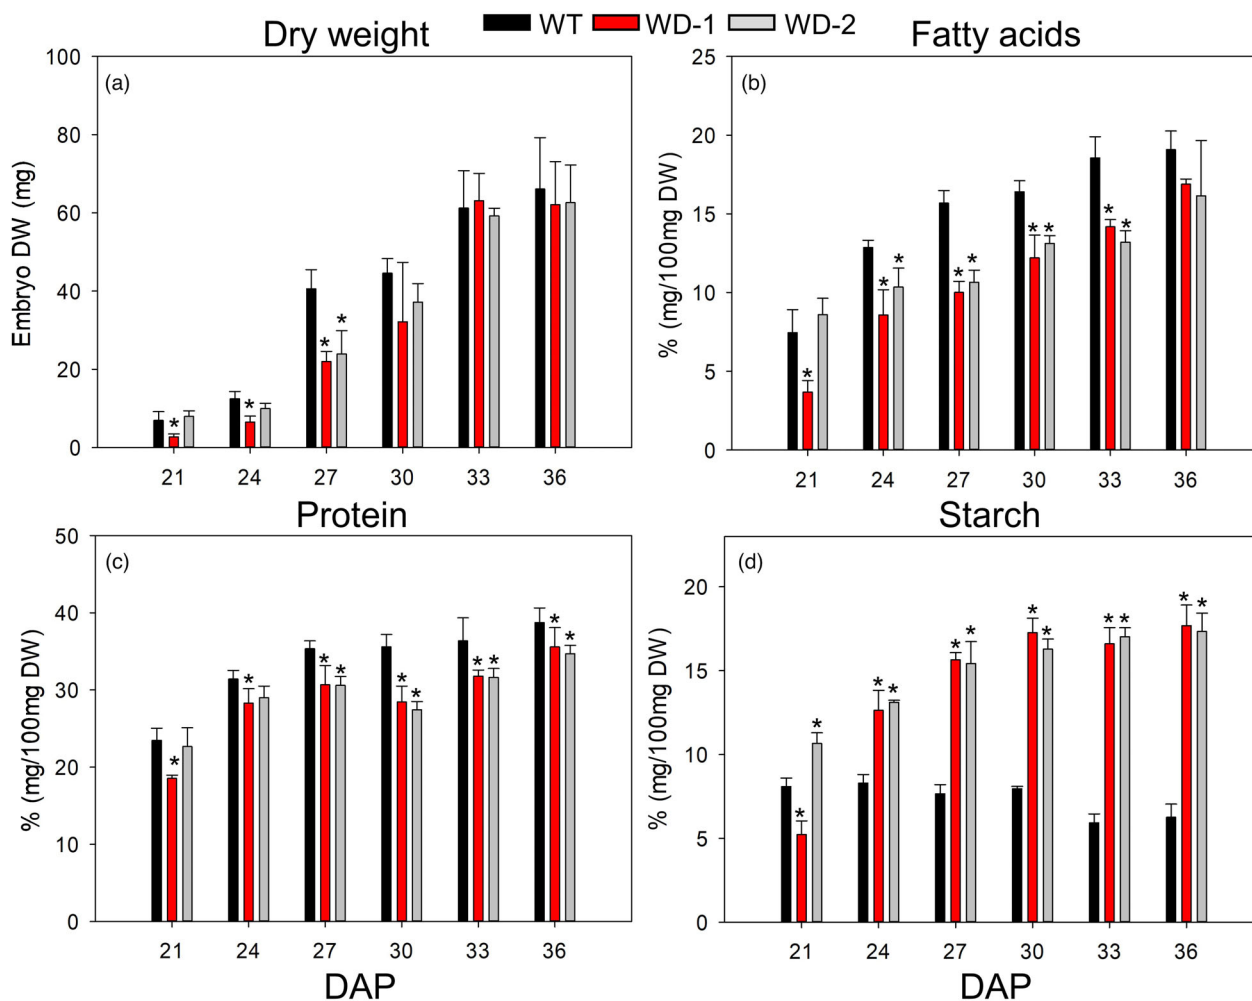 WT WD-1 WD-2
Dry weight
(a)
Embryo DW (mg)
100
80
60
40
20
0
21 24 27 30 33 36
* * * *
Fatty acids
(b)
% (mg/100mg DW)
25
20
15
10
5
0
21 24 27 30 33 36
* * * * * * * * *
Protein
(c)
% (mg/100mg DW)
50
40
30
20
10
0
21 24 27 30 33 36
* * * * * * * * * *
DAP
Starch
(d)
% (mg/100mg DW)
20
15
10
5
0
21 24 27 30 33 36
* * * * * * * * * * * *
DAP